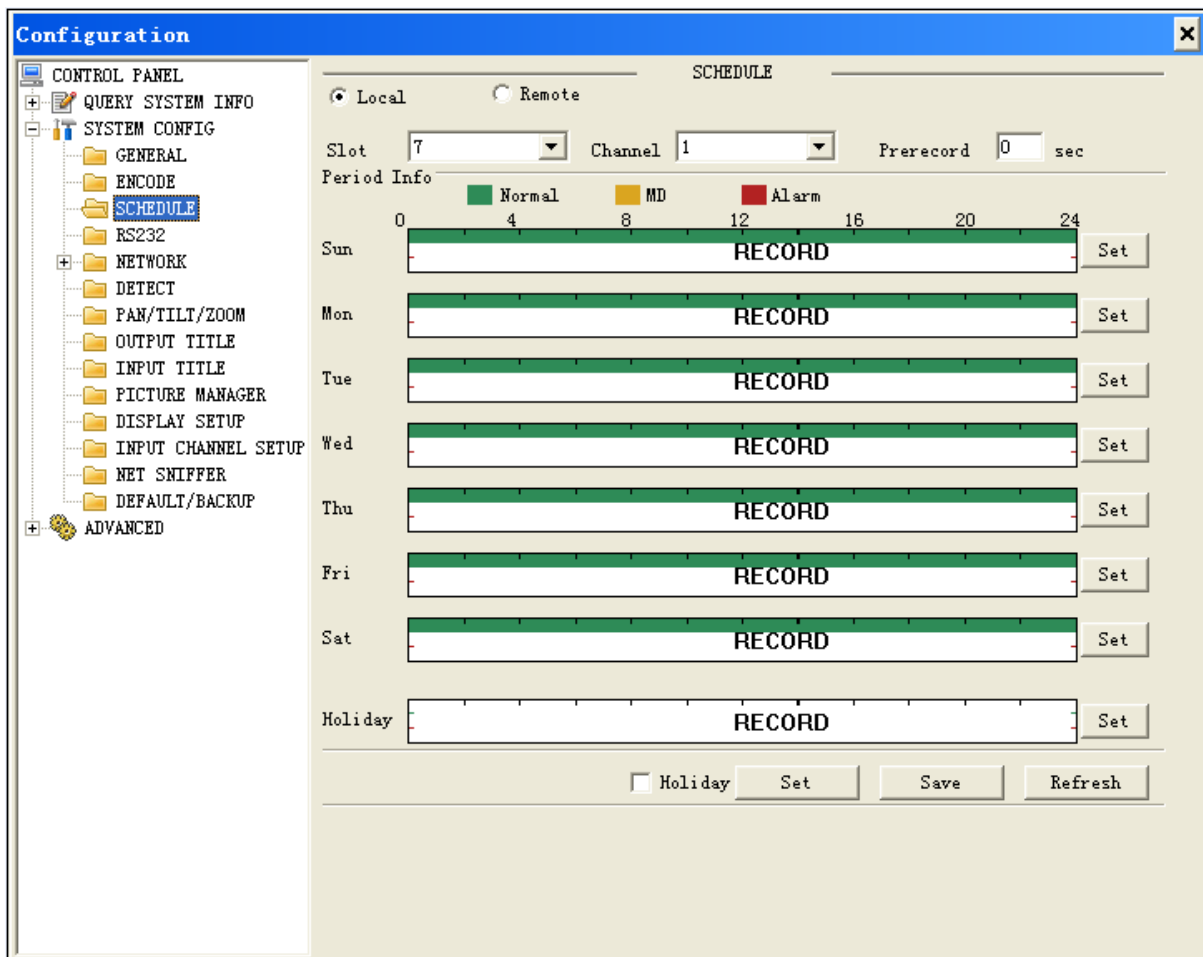 Configuration
CONTROL PANEL
QUERY SYSTEM INFO
SYSTEM CONFIG
GENERAL
ENCODE
SCHEDULE
RS232
NETWORK
DETECT
PAN/TILT/ZOOM
OUTPUT TITLE
INPUT TITLE
PICTURE MANAGER
DISPLAY SETUP
INPUT CHANNEL SETUP
NET SNIFFER
DEFAULT/BACKUP
ADVANCED
SCHEDULE
Local Remote
Slot 7 Channel 1 Prerecord 0 sec
Period Info
Normal MD Alarm
0 4 8 12 16 20 24
Sun RECORD Set
Mon RECORD Set
Tue RECORD Set
Wed RECORD Set
Thu RECORD Set
Fri RECORD Set
Sat RECORD Set
Holiday RECORD Set
Holiday Set Save Refresh